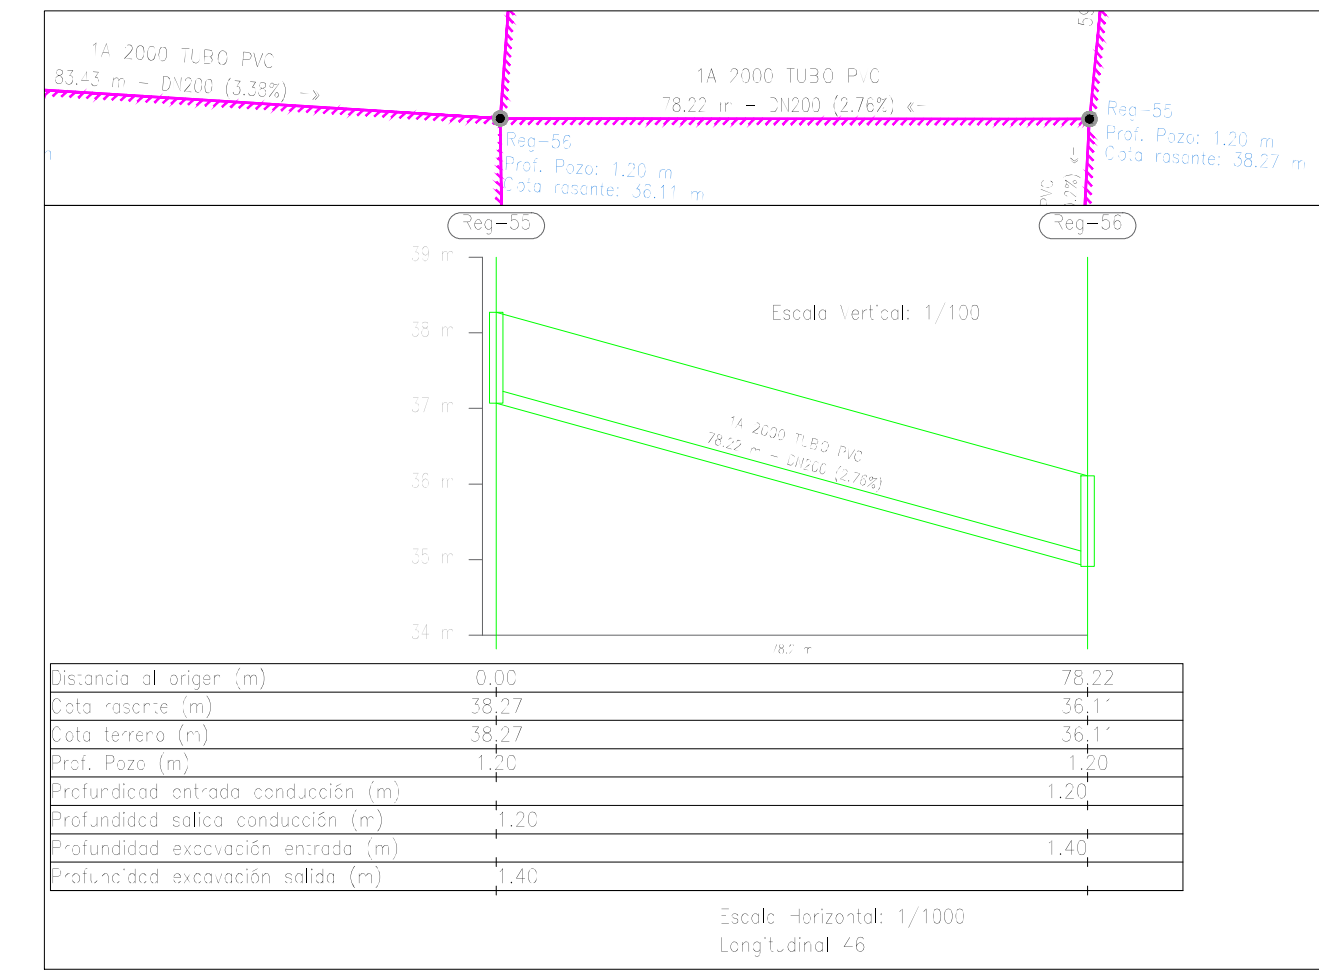 1A 2000 TUBO PVC
83.43 m - DN200 (3.38%) -»
1A 2000 TUBO PVC
78.22 m - DN200 (2.76%) «-
Reg-55
Prof. Pozo: 1.20 m
Cota rasante: 38.27 m
Reg-56
Prof. Pozo: 1.20 m
Cota rasante: 36.11 m
PVC
Reg-55
Reg-56
39 m
Escala Vertical: 1/100
38 m
37 m
1A 2000 TUBO PVC
78.22 m - DN200 (2.76%)
36 m
35 m
34 m
Distancia al origen (m) 0.00 78.22
Cota rasante (m) 38.27 36.11
Cota terreno (m) 38.27 36.11
Prof. Pozo (m) 1.20 1.20
Profundidad entrada conducción (m) 1.20
Profundidad salida conducción (m) 1.20
Profundidad excavación entrada (m) 1.40
Profundidad excavación salida (m) 1.40
Escala Horizontal: 1/1000
Longitudinal 46